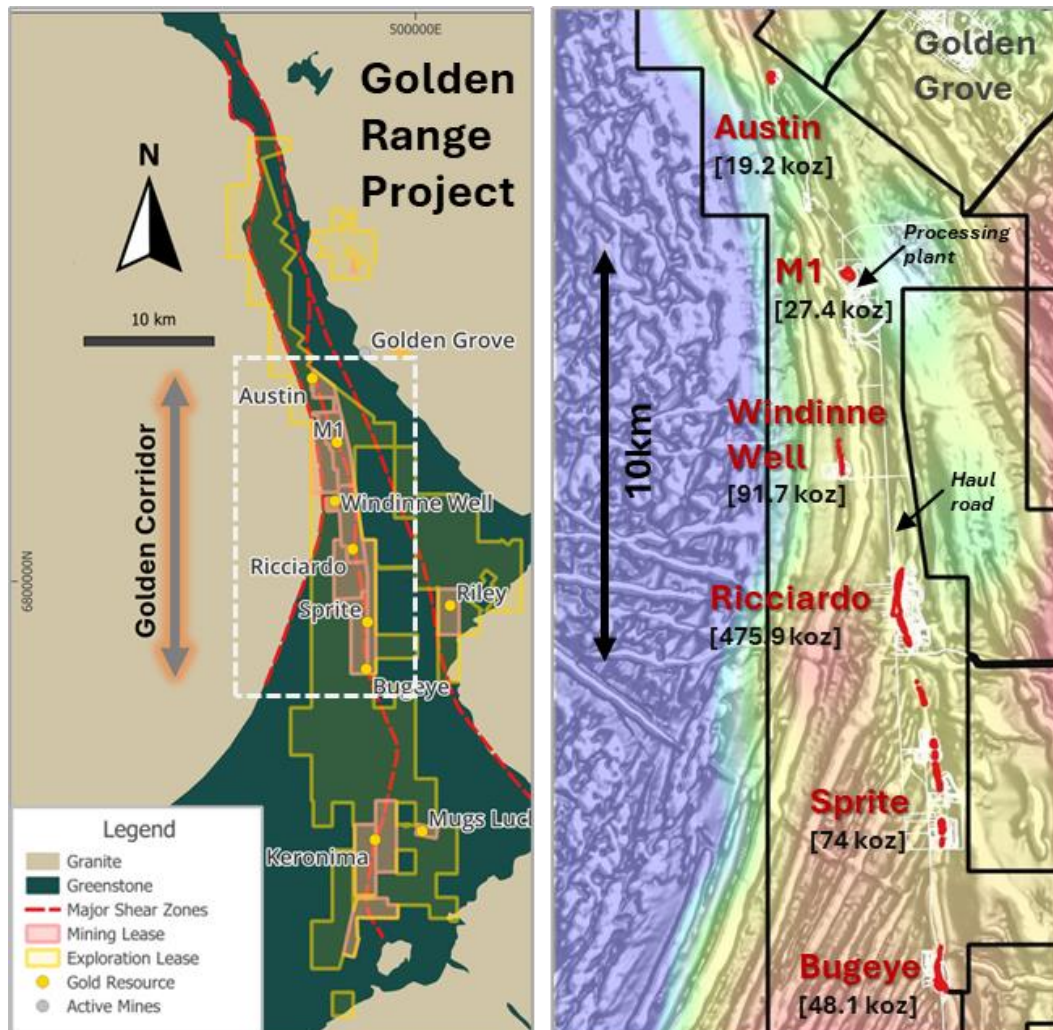 500000E
Golden
Range
Project
N
10 km
Golden Grove
Austin
M1
Golden Corridor
Windinne Well
6800000N
Ricciardo
Riley
Sprite
Bugeye
Mugs Lucl
Keronima
Legend
Granite
Greenstone
Major Shear Zones
Mining Lease
Exploration Lease
Gold Resource
Active Mines
Golden
Grove
Austin
[19.2 koz]
Processing
plant
M1
[27.4 koz]
10km
Windinne
Well
[91.7 koz]
Haul
road
Ricciardo
[475.9 koz]
Sprite
[74 koz]
Bugeye
[48.1 koz]